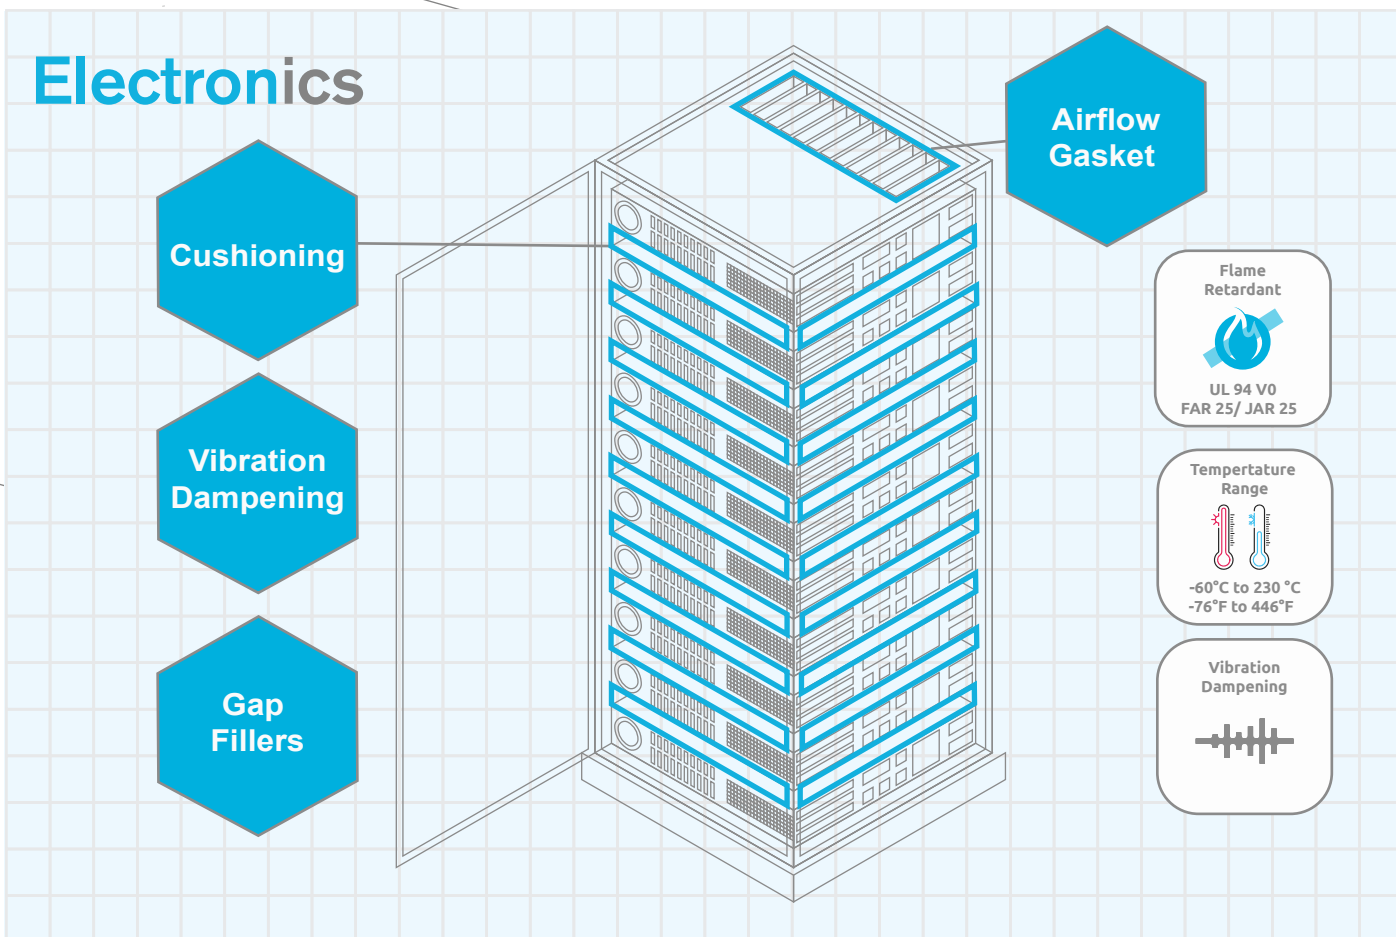 Electronics
Airflow
Gasket
Cushioning
Vibration
Dampening
Gap
Fillers
Flame
Retardant
UL 94 V0
FAR 25/ JAR 25
Tempertature
Range
-60°C to 230 °C
-76°F to 446°F
Vibration
Dampening